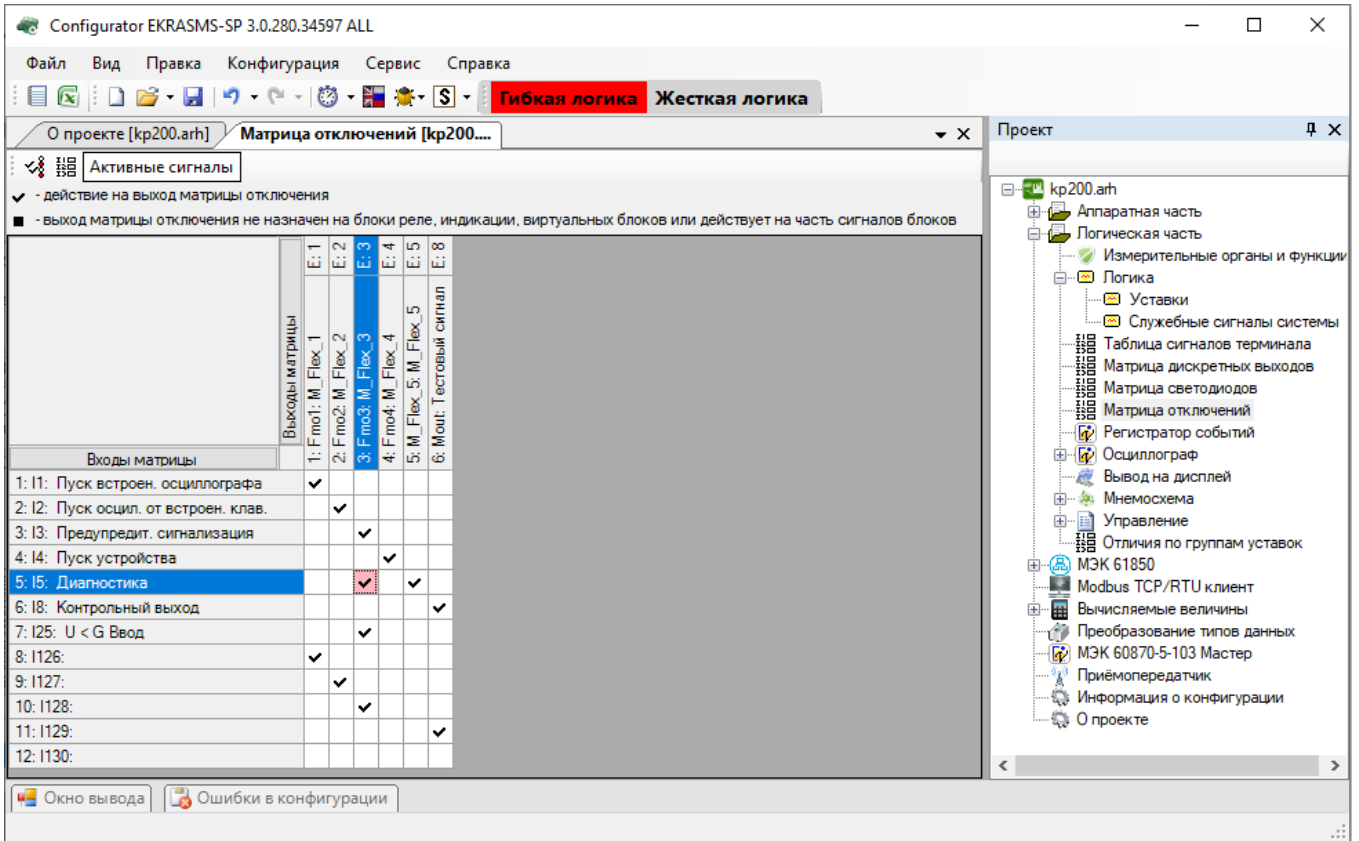 Configurator EKRASMS-SP 3.0.280.34597 ALL
Файл Вид Правка Конфигурация Сервис Справка
S Гибкая логика Жесткая логика
О проекте [kp200.arh] Матрица отключений [kp200....
Активные сигналы
- действие на выход матрицы отключения
- выход матрицы отключения не назначен на блоки реле, индикации, виртуальных блоков или действует на часть сигналов блоков
Выходы матрицы
1: Fmo1: M_Flex_1 E: 1
2: Fmo2: M_Flex_2 E: 2
3: Fmo3: M_Flex_3 E: 3
4: Fmo4: M_Flex_4 E: 4
5: M_Flex_5: M_Flex_5 E: 5
6: Mout: Тестовый сигнал E: 8
Входы матрицы
1: I1: Пуск встроен. осциллографа
2: I2: Пуск осцил. от встроен. клав.
3: I3: Предупредит. сигнализация
4: I4: Пуск устройства
5: I5: Диагностика
6: I8: Контрольный выход
7: I25: U < G Ввод
8: I126:
9: I127:
10: I128:
11: I129:
12: I130:
Окно вывода Ошибки в конфигурации
Проект
kp200.arh
Аппаратная часть
Логическая часть
Измерительные органы и функции
Логика
Уставки
Служебные сигналы системы
Таблица сигналов терминала
Матрица дискретных выходов
Матрица светодиодов
Матрица отключений
Регистратор событий
Осциллограф
Вывод на дисплей
Мнемосхема
Управление
Отличия по группам уставок
МЭК 61850
Modbus TCP/RTU клиент
Вычисляемые величины
Преобразование типов данных
МЭК 60870-5-103 Мастер
Приёмопередатчик
Информация о конфигурации
О проекте